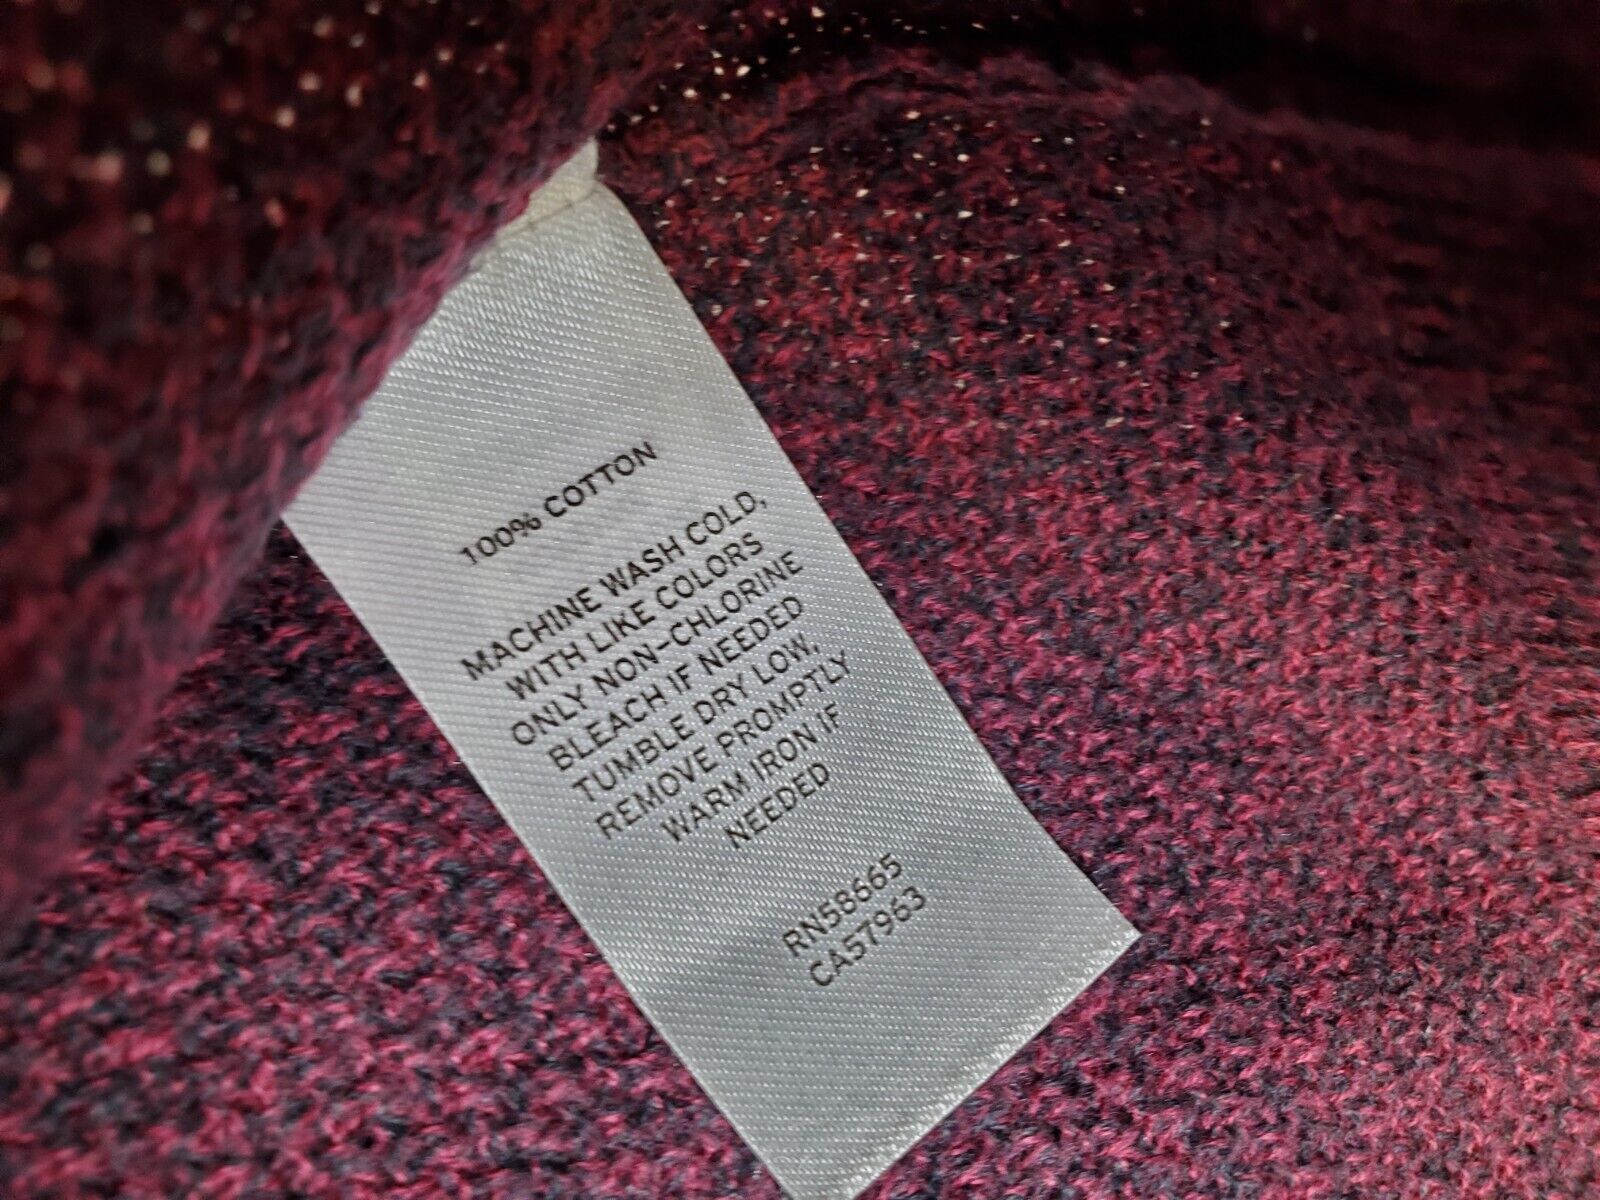 100% COTTON
MACHINE WASH COLD,
WITH LIKE COLORS
ONLY NON-CHLORINE
BLEACH IF NEEDED
TUMBLE DRY LOW,
REMOVE PROMPTLY
WARM IRON IF
NEEDED
RN58665
CA57963